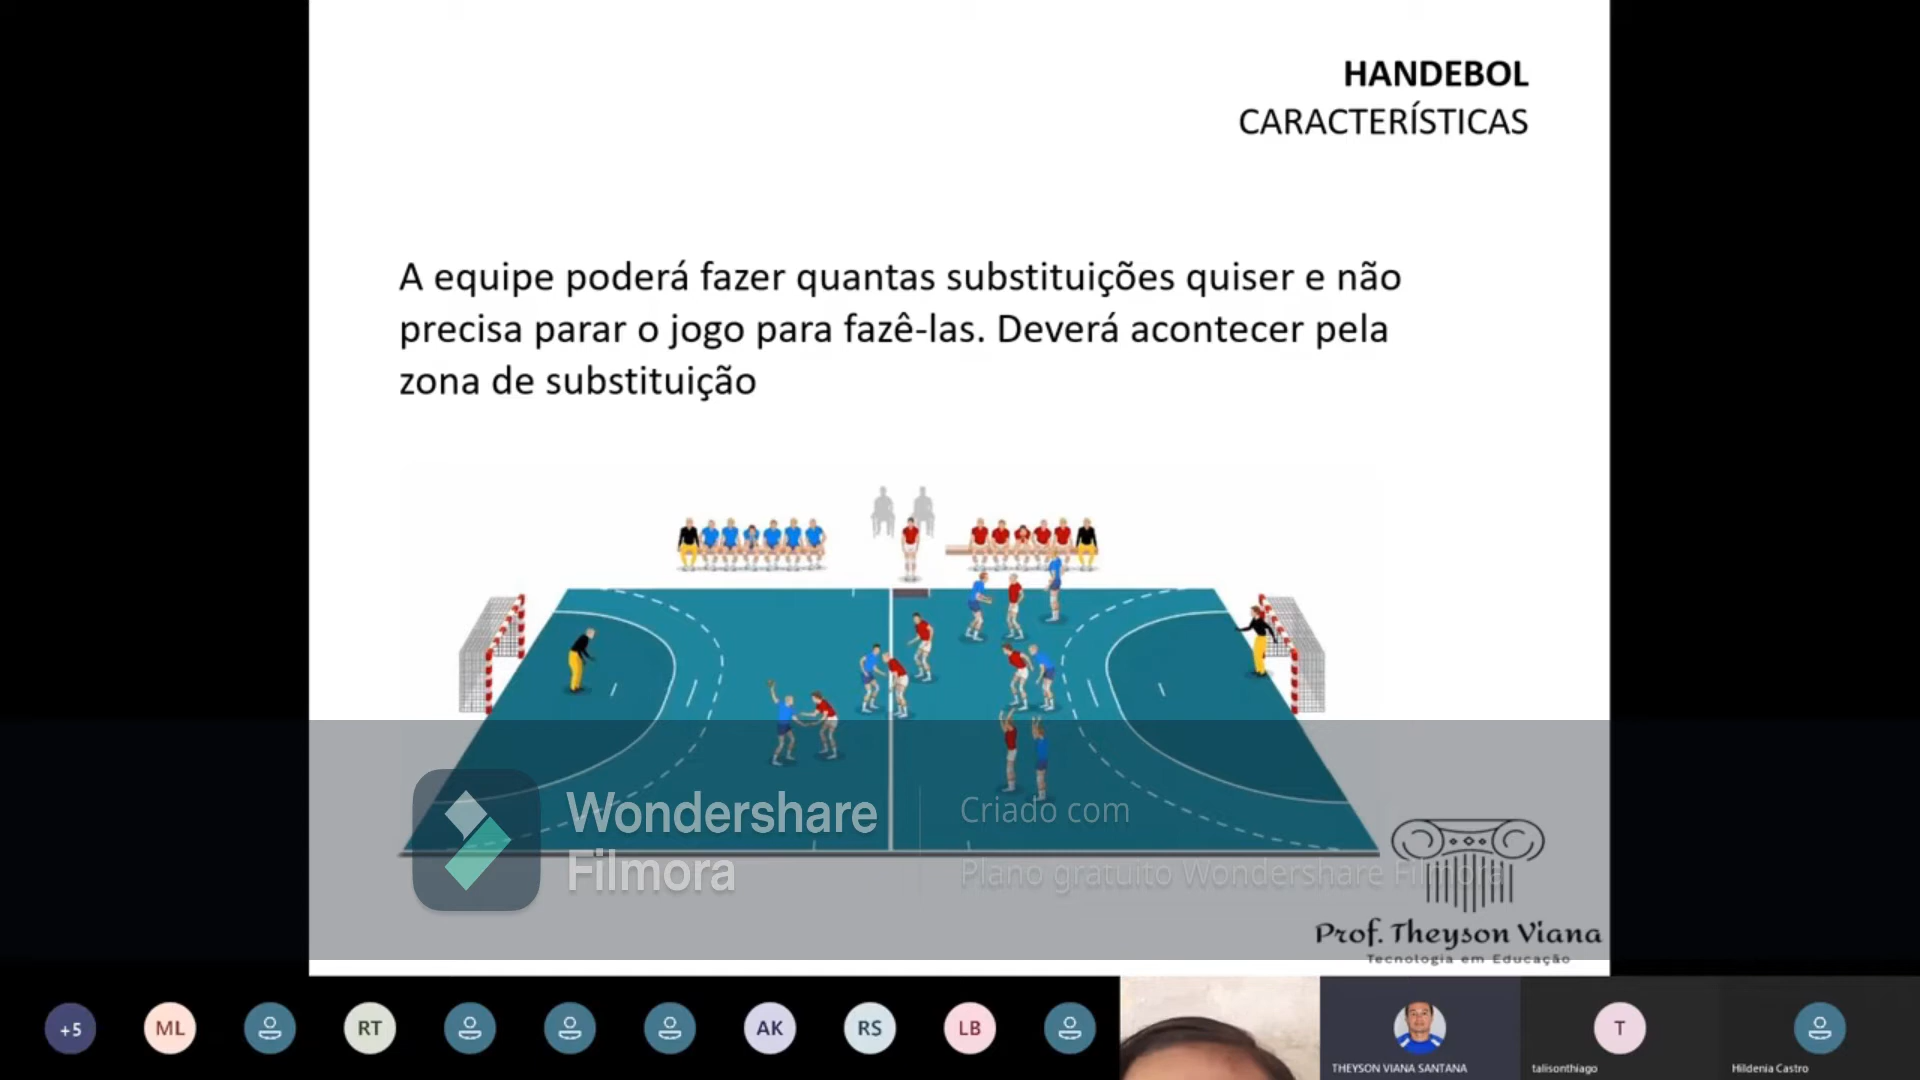 HANDEBOL
CARACTERÍSTICAS
A equipe poderá fazer quantas substituições quiser e não
precisa parar o jogo para fazê-las. Deverá acontecer pela
zona de substituição
Wondershare
Filmora
Criado com
Plano gratuito Wondershare Filmora
Prof. Theyson Viana
Tecnologia em Educação
+5
ML
RT
AK
RS
LB
T
THEYSON VIANA SANTANA
talisonthiago
Hildenia Castro